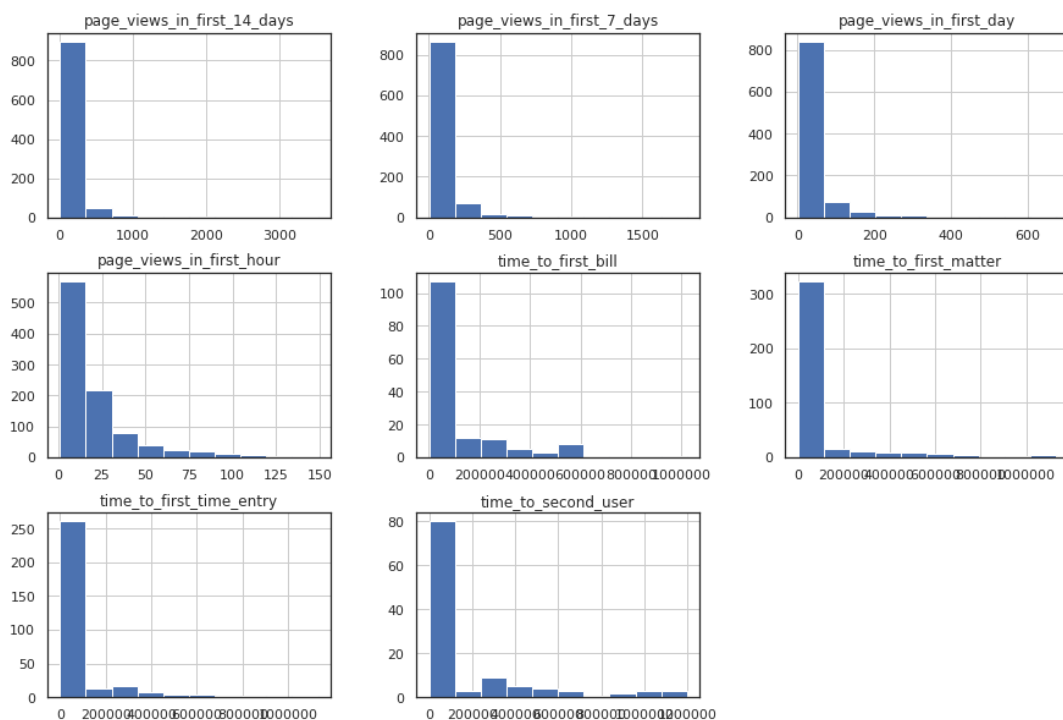 page_views_in_first_14_days
page_views_in_first_7_days
page_views_in_first_day
800
600
400
200
0
0 1000 2000 3000
800
600
400
200
0
0 500 1000 1500
800
600
400
200
0
0 200 400 600
page_views_in_first_hour
time_to_first_bill
time_to_first_matter
500
400
300
200
100
0
0 25 50 75 100 125 150
100
80
60
40
20
0
0 200000 400000 600000 800000 1000000
300
200
100
0
0 200000 400000 600000 800000 1000000
time_to_first_time_entry
time_to_second_user
250
200
150
100
50
0
0 200000 400000 600000 800000 1000000
80
60
40
20
0
0 200000 400000 600000 800000 1000000 1200000